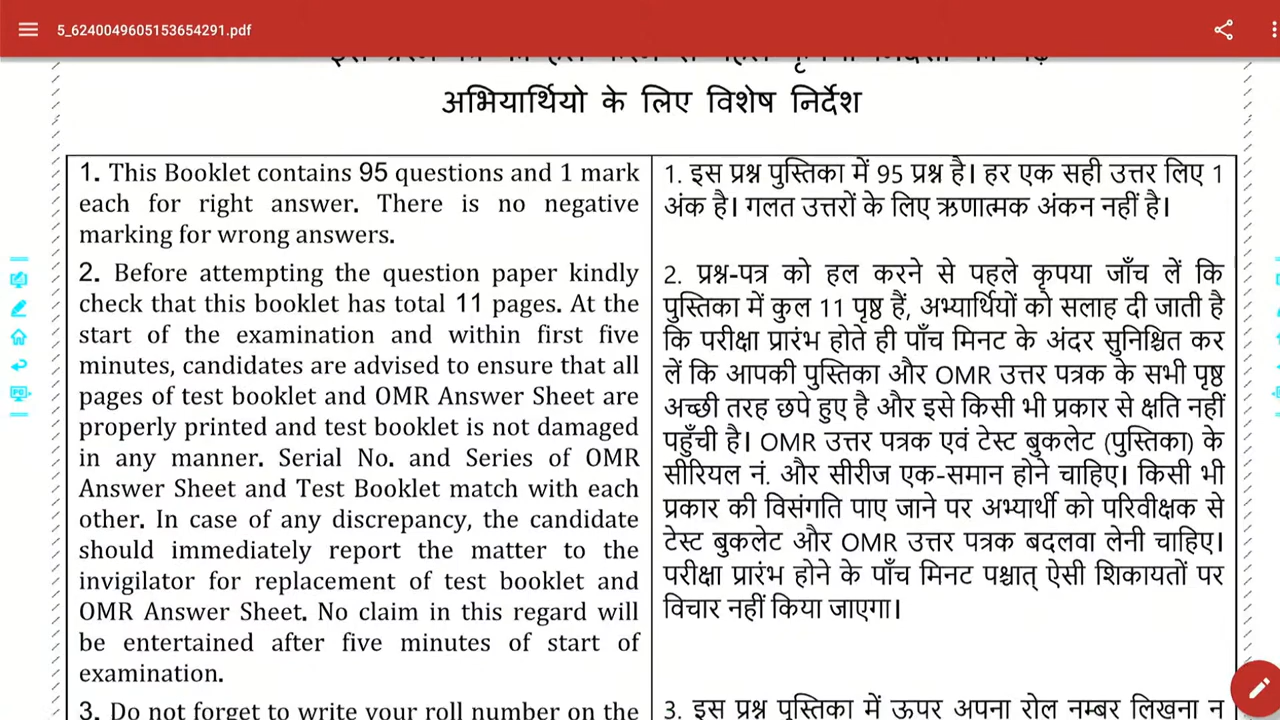 5_6240049605153654291.pdf
अभियार्थियो के लिए विशेष निर्देश
1. This Booklet contains 95 questions and 1 mark
each for right answer. There is no negative
marking for wrong answers.
2. Before attempting the question paper kindly
check that this booklet has total 11 pages. At the
start of the examination and within first five
minutes, candidates are advised to ensure that all
pages of test booklet and OMR Answer Sheet are
properly printed and test booklet is not damaged
in any manner. Serial No. and Series of OMR
Answer Sheet and Test Booklet match with each
other. In case of any discrepancy, the candidate
should immediately report the matter to the
invigilator for replacement of test booklet and
OMR Answer Sheet. No claim in this regard will
be entertained after five minutes of start of
examination.
3. Do not forget to write your roll number on the
1. इस प्रश्न पुस्तिका में 95 प्रश्न है। हर एक सही उत्तर लिए 1
अंक है। गलत उत्तरों के लिए ऋणात्मक अंकन नहीं है।
2. प्रश्न-पत्र को हल करने से पहले कृपया जाँच लें कि
पुस्तिका में कुल 11 पृष्ठ हैं, अभ्यार्थियों को सलाह दी जाती है
कि परीक्षा प्रारंभ होते ही पाँच मिनट के अंदर सुनिश्चित कर
लें कि आपकी पुस्तिका और OMR उत्तर पत्रक के सभी पृष्ठ
अच्छी तरह छपे हुए है और इसे किसी भी प्रकार से क्षति नहीं
पहुँची है। OMR उत्तर पत्रक एवं टेस्ट बुकलेट (पुस्तिका) के
सीरियल नं. और सीरीज एक-समान होने चाहिए। किसी भी
प्रकार की विसंगति पाए जाने पर अभ्यार्थी को परिवीक्षक से
टेस्ट बुकलेट और OMR उत्तर पत्रक बदलवा लेनी चाहिए।
परीक्षा प्रारंभ होने के पाँच मिनट पश्चात् ऐसी शिकायतों पर
विचार नहीं किया जाएगा।
3. इस प्रश्न पुस्तिका में ऊपर अपना रोल नम्बर लिखना न